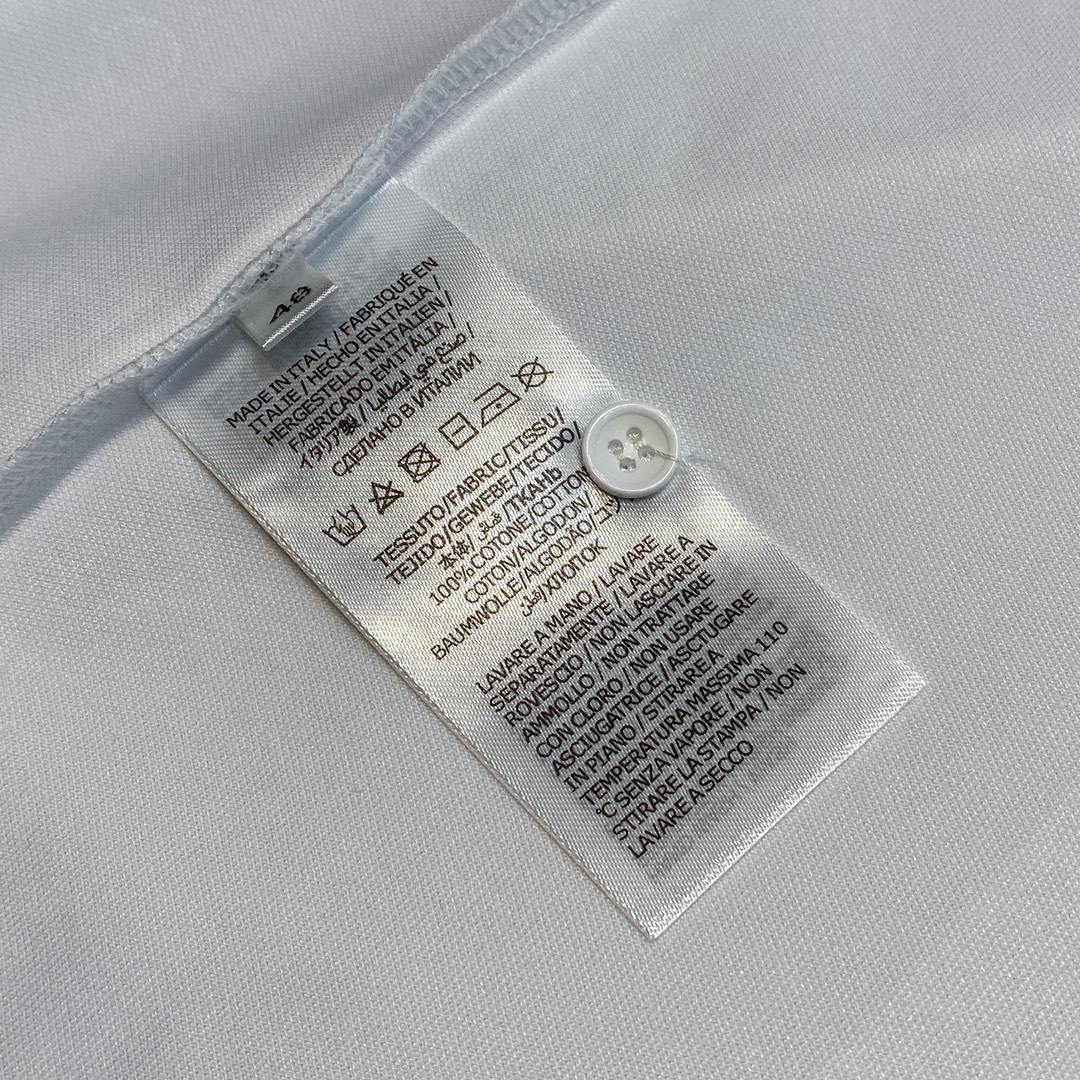 48
MADE IN ITALY / FABRIQUÉ EN
ITALIE / HECHO EN ITALIA /
HERGESTELLT IN ITALIEN /
FABRICADO EM ITÁLIA /
イタリア製 / صنع في إيطاليا /
СДЕЛАНО В ИТАЛИИ
TESSUTO/FABRIC/TISSU/
TEJIDO/GEWEBE/TECIDO/
本体/قماش/ТКАНЬ
100%COTONE/COTTON/
COTON/ALGODON/
BAUMWOLLE/ALGODÃO/コッ
قطن/ХЛОПОК
LAVARE A MANO / LAVARE
SEPARATAMENTE / LAVARE A
ROVESCIO / NON LASCIARE IN
AMMOLLO / NON TRATTARE
CON CLORO / NON USARE
ASCIUGATRICE / ASCTUGARE
IN PIANO / STIRARE A
TEMPERATURA MASSIMA 110
℃ SENZA VAPORE / NON
STIRARE LA STAMPA / NON
LAVARE A SECCO